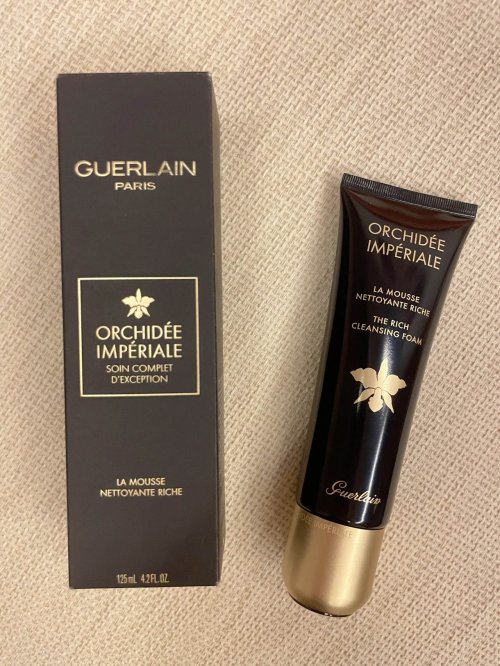 GUERLAIN
PARIS
ORCHIDÉE
IMPÉRIALE
SOIN COMPLET
D'EXCEPTION
LA MOUSSE
NETTOYANTE RICHE
125 mL 4.2 FL.OZ.
ORCHIDÉE
IMPÉRIALE
LA MOUSSE
NETTOYANTE RICHE
THE RICH
CLEANSING FOAM
Guerlain
IMPÉRIALE